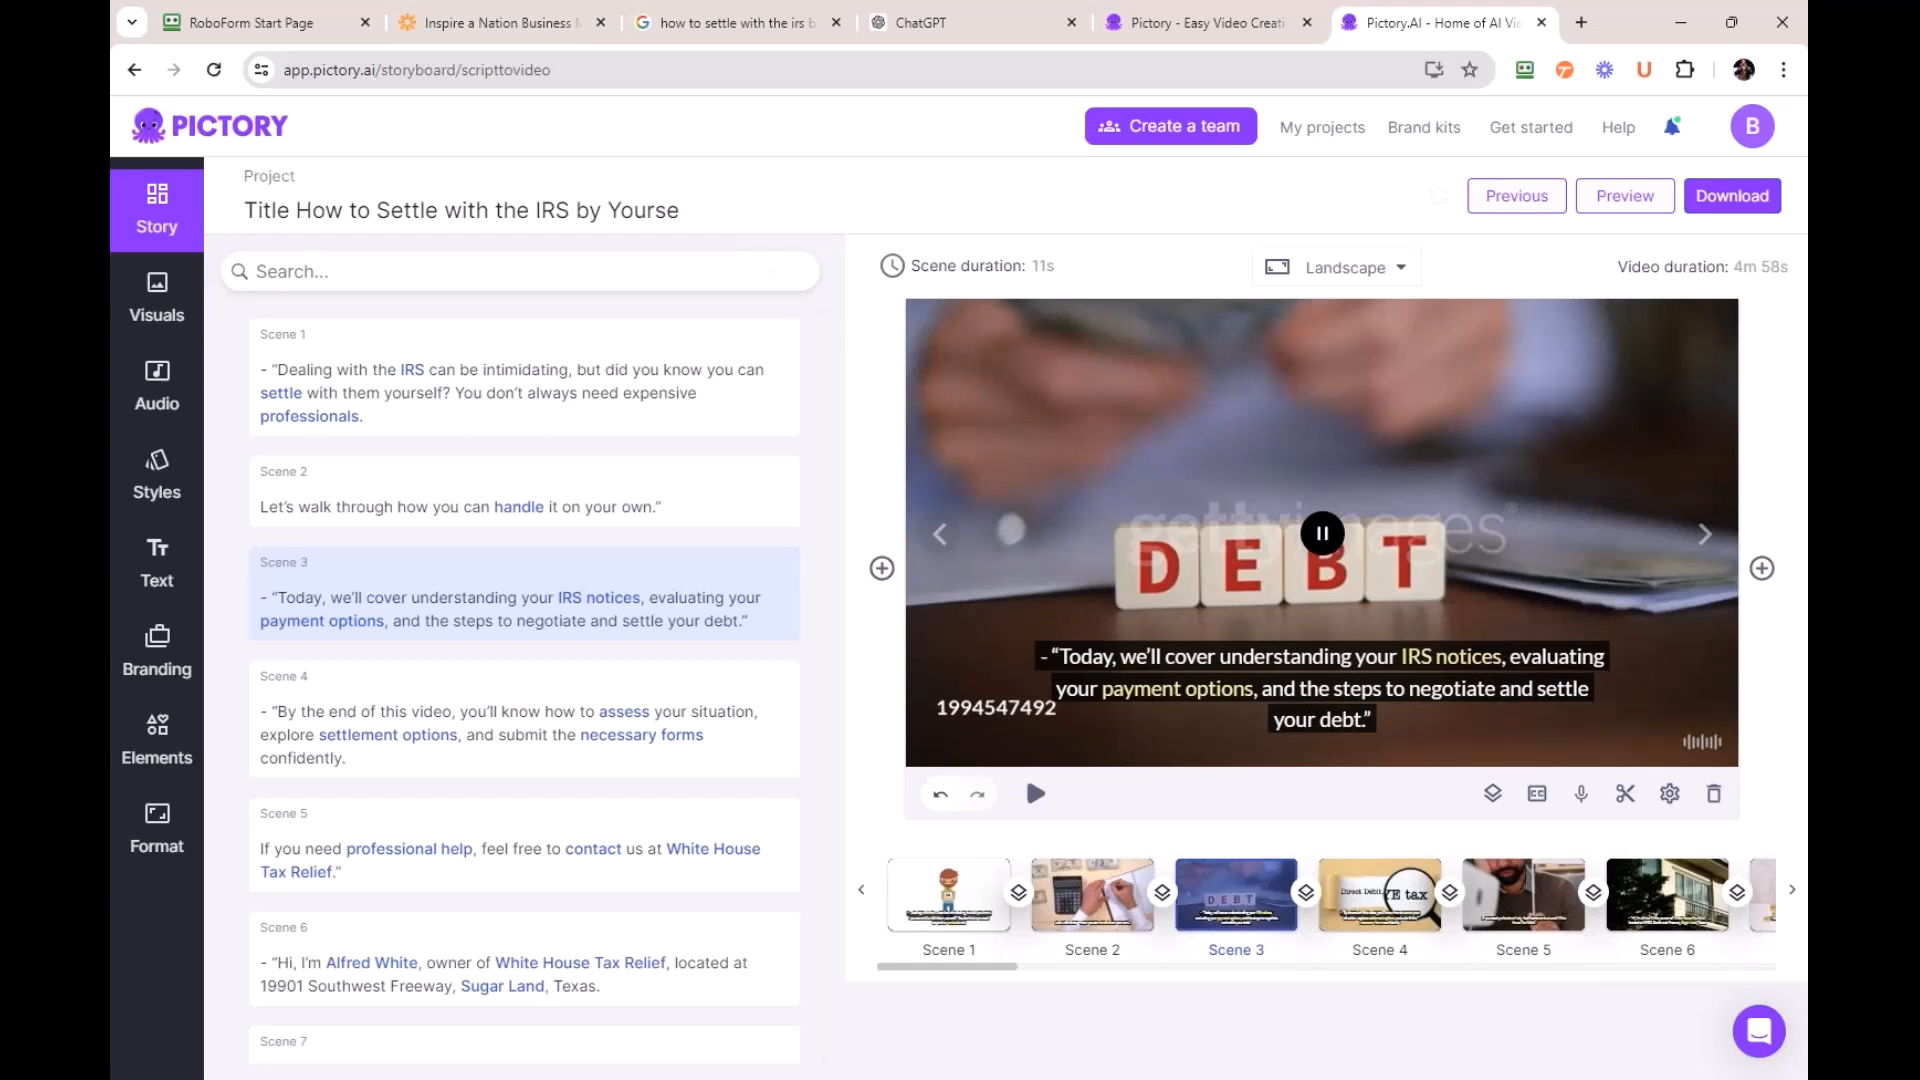 RoboForm Start Page
Inspire a Nation Business
how to settle with the irs b
ChatGPT
Pictory - Easy Video Creati
Pictory.AI - Home of AI Vi
app.pictory.ai/storyboard/scripttovideo
PICTORY
Create a team
My projects
Brand kits
Get started
Help
B
Story
Visuals
Audio
Styles
Text
Branding
Elements
Format
Project
Title How to Settle with the IRS by Yourse
Previous
Preview
Download
Search...
Scene 1
- “Dealing with the IRS can be intimidating, but did you know you can
settle with them yourself? You don’t always need expensive
professionals.
Scene 2
Let’s walk through how you can handle it on your own.”
Scene 3
- “Today, we’ll cover understanding your IRS notices, evaluating your
payment options, and the steps to negotiate and settle your debt.”
Scene 4
- “By the end of this video, you’ll know how to assess your situation,
explore settlement options, and submit the necessary forms
confidently.
Scene 5
If you need professional help, feel free to contact us at White House
Tax Relief.”
Scene 6
- “Hi, I’m Alfred White, owner of White House Tax Relief, located at
19901 Southwest Freeway, Sugar Land, Texas.
Scene 7
Scene duration: 11s
Landscape
Video duration: 4m 58s
gettyimages
DEBT
- “Today, we’ll cover understanding your IRS notices, evaluating
your payment options, and the steps to negotiate and settle
your debt.”
1994547492
DEBT
Direct Debit
tax
Scene 1
Scene 2
Scene 3
Scene 4
Scene 5
Scene 6